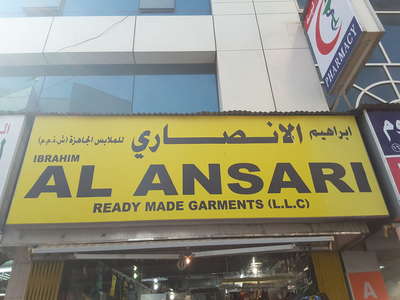 ابراهيم الانصاري للملابس الجاهزة (ش.ذ.م.م)
IBRAHIM
AL ANSARI
READY MADE GARMENTS (L.L.C)
PHARMACY
A